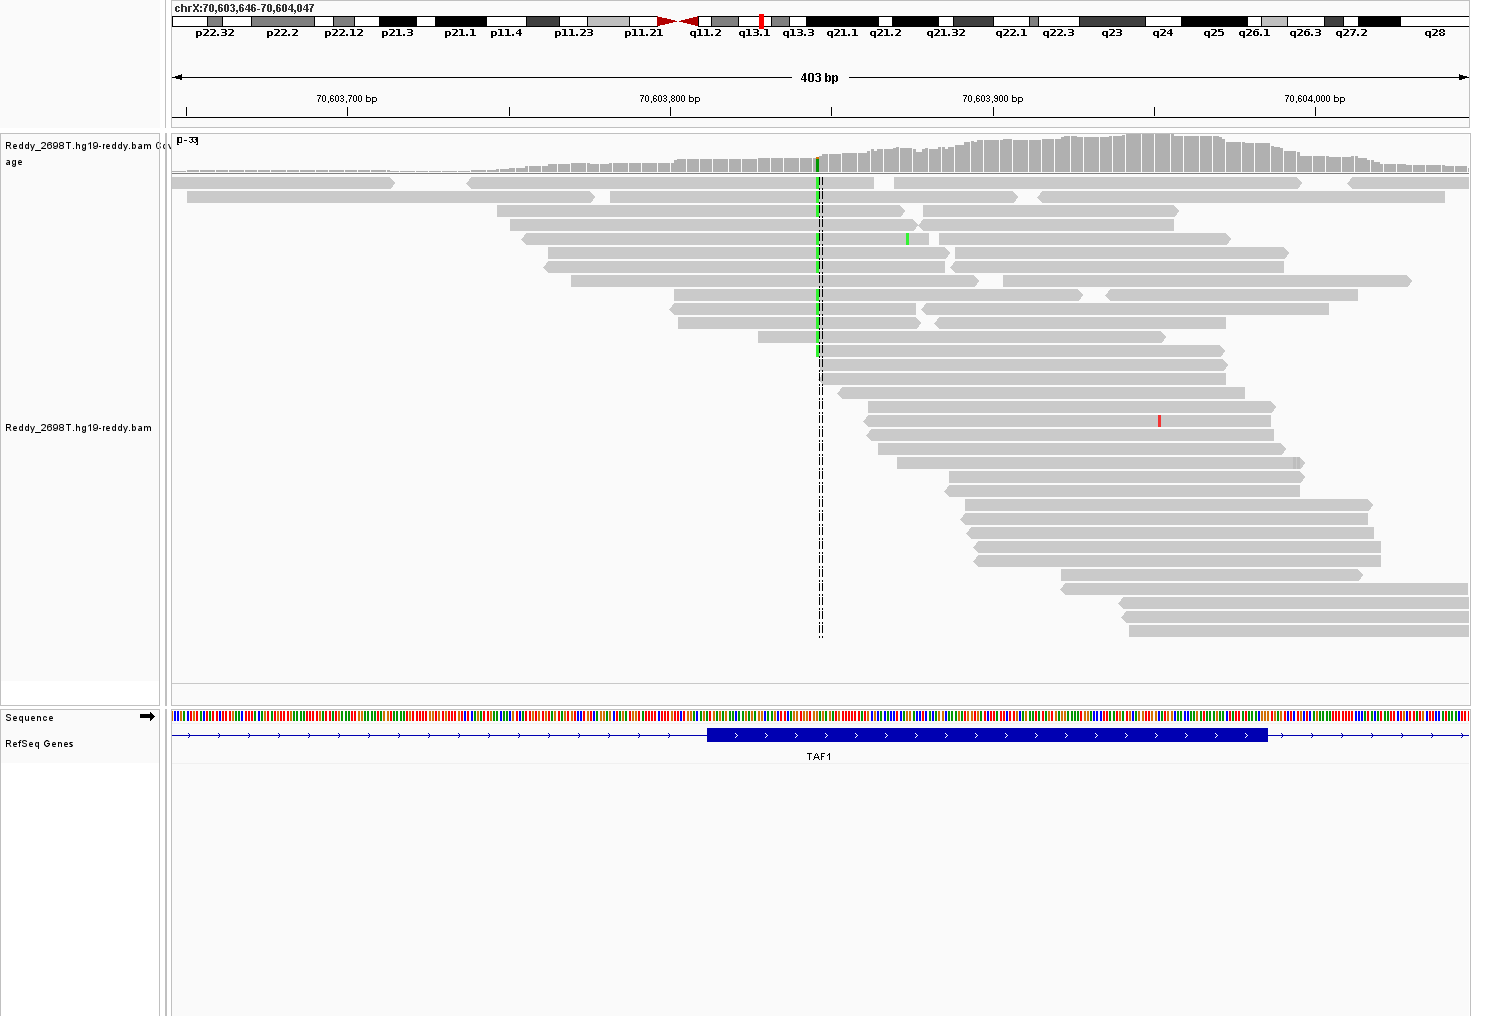 chrX:70,603,646-70,604,047
p22.32 p22.2 p22.12 p21.3 p21.1 p11.4 p11.23 p11.21 q11.2 q13.1 q13.3 q21.1 q21.2 q21.32 q22.1 q22.3 q23 q24 q25 q26.1 q26.3 q27.2 q28
403 bp
70,603,700 bp 70,603,800 bp 70,603,900 bp 70,604,000 bp
[0-33]
Reddy_2698T.hg19-reddy.bam Cov
age
Reddy_2698T.hg19-reddy.bam
Sequence
RefSeq Genes
TAF1